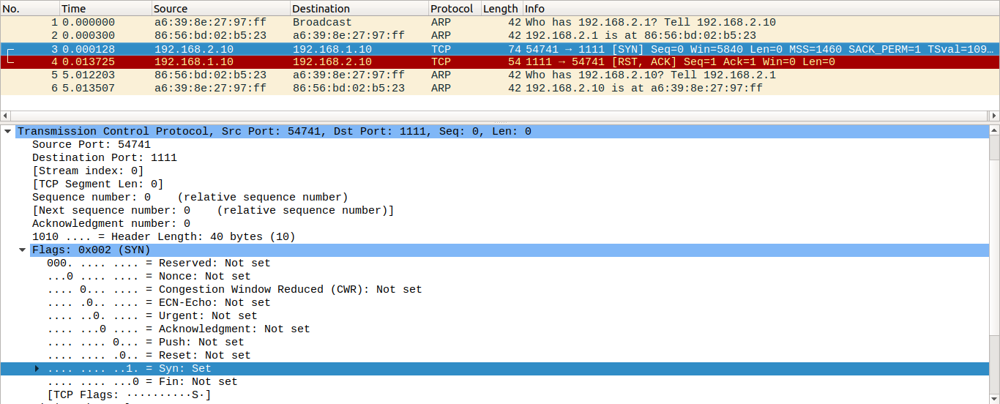 No. Time Source Destination Protocol Length Info
1 0.000000 a6:39:8e:27:97:ff Broadcast ARP 42 Who has 192.168.2.1? Tell 192.168.2.10
2 0.000300 86:56:bd:02:b5:23 a6:39:8e:27:97:ff ARP 42 192.168.2.1 is at 86:56:bd:02:b5:23
3 0.000128 192.168.2.10 192.168.1.10 TCP 74 54741 → 1111 [SYN] Seq=0 Win=5840 Len=0 MSS=1460 SACK_PERM=1 TSval=109…
4 0.013725 192.168.1.10 192.168.2.10 TCP 54 1111 → 54741 [RST, ACK] Seq=1 Ack=1 Win=0 Len=0
5 5.012203 86:56:bd:02:b5:23 a6:39:8e:27:97:ff ARP 42 Who has 192.168.2.10? Tell 192.168.2.1
6 5.013507 a6:39:8e:27:97:ff 86:56:bd:02:b5:23 ARP 42 192.168.2.10 is at a6:39:8e:27:97:ff
Transmission Control Protocol, Src Port: 54741, Dst Port: 1111, Seq: 0, Len: 0
Source Port: 54741
Destination Port: 1111
[Stream index: 0]
[TCP Segment Len: 0]
Sequence number: 0 (relative sequence number)
[Next sequence number: 0 (relative sequence number)]
Acknowledgment number: 0
1010 .... = Header Length: 40 bytes (10)
Flags: 0x002 (SYN)
000. .... .... = Reserved: Not set
...0 .... .... = Nonce: Not set
.... 0... .... = Congestion Window Reduced (CWR): Not set
.... .0.. .... = ECN-Echo: Not set
.... ..0. .... = Urgent: Not set
.... ...0 .... = Acknowledgment: Not set
.... .... 0... = Push: Not set
.... .... .0.. = Reset: Not set
.... .... ..1. = Syn: Set
.... .... ...0 = Fin: Not set
[TCP Flags: ··········S·]